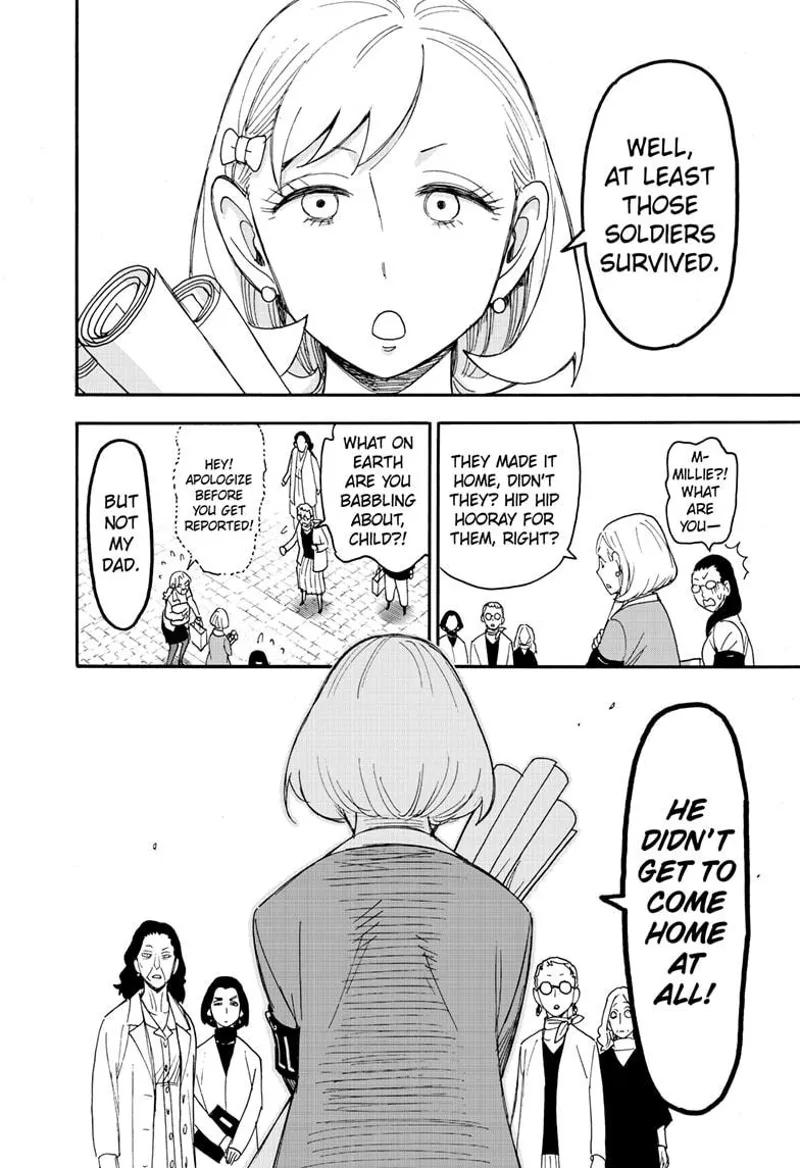 WELL,
AT LEAST
THOSE
SOLDIERS
SURVIVED.
M-
MILLIE?!
WHAT
ARE
YOU—
THEY MADE IT
HOME, DIDN'T
THEY? HIP HIP
HOORAY FOR
THEM, RIGHT?
WHAT ON
EARTH
ARE YOU
BABBLING
ABOUT,
CHILD?!
HEY!
APOLOGIZE
BEFORE
YOU GET
REPORTED!
BUT
NOT
MY
DAD.
HE
DIDN'T
GET TO
COME
HOME
AT
ALL!